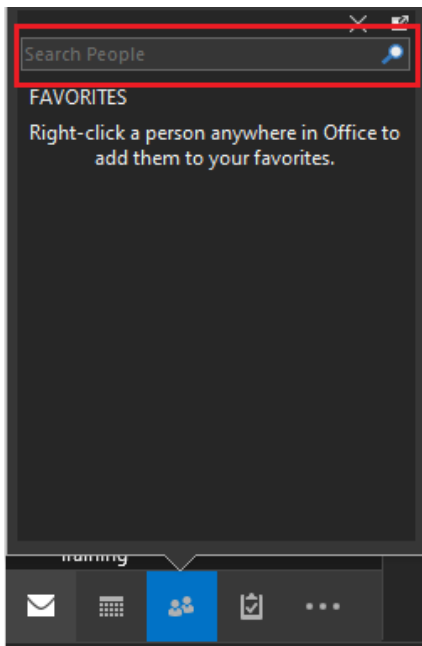 Search People
FAVORITES
Right-click a person anywhere in Office to
add them to your favorites.